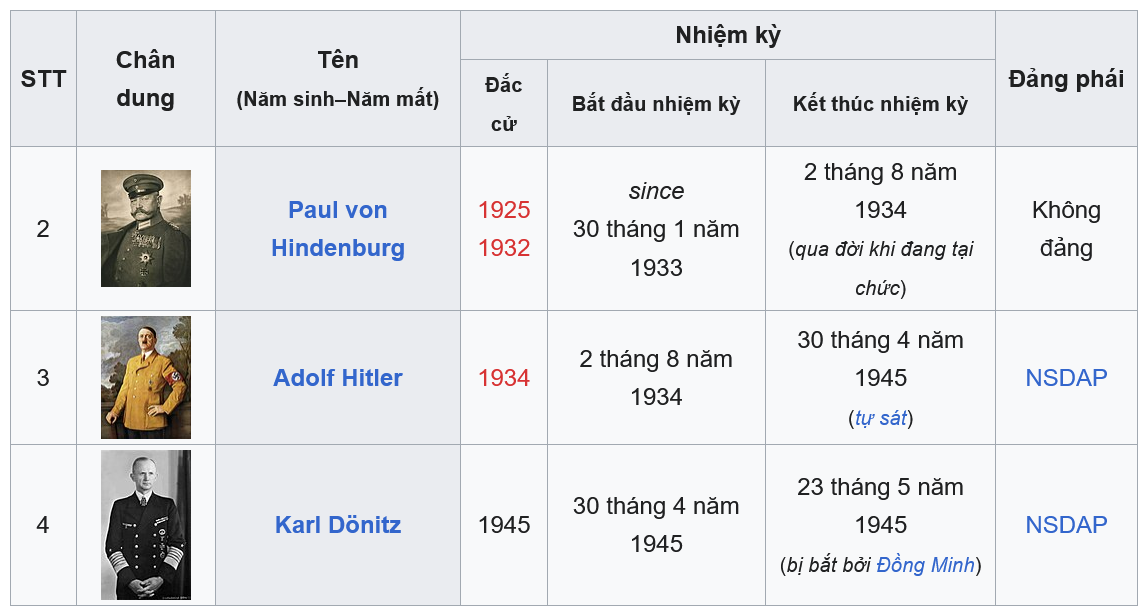 STT
Chân
dung
Tên
(Năm sinh–Năm mất)
Nhiệm kỳ
Đắc
cử
Bắt đầu nhiệm kỳ
Kết thúc nhiệm kỳ
Đảng phái
2
Paul von
Hindenburg
1925
1932
since
30 tháng 1 năm
1933
2 tháng 8 năm
1934
(qua đời khi đang tại
chức)
Không
đảng
3
Adolf Hitler
1934
2 tháng 8 năm
1934
30 tháng 4 năm
1945
(tự sát)
NSDAP
4
Karl Dönitz
1945
30 tháng 4 năm
1945
23 tháng 5 năm
1945
(bị bắt bởi Đồng Minh)
NSDAP